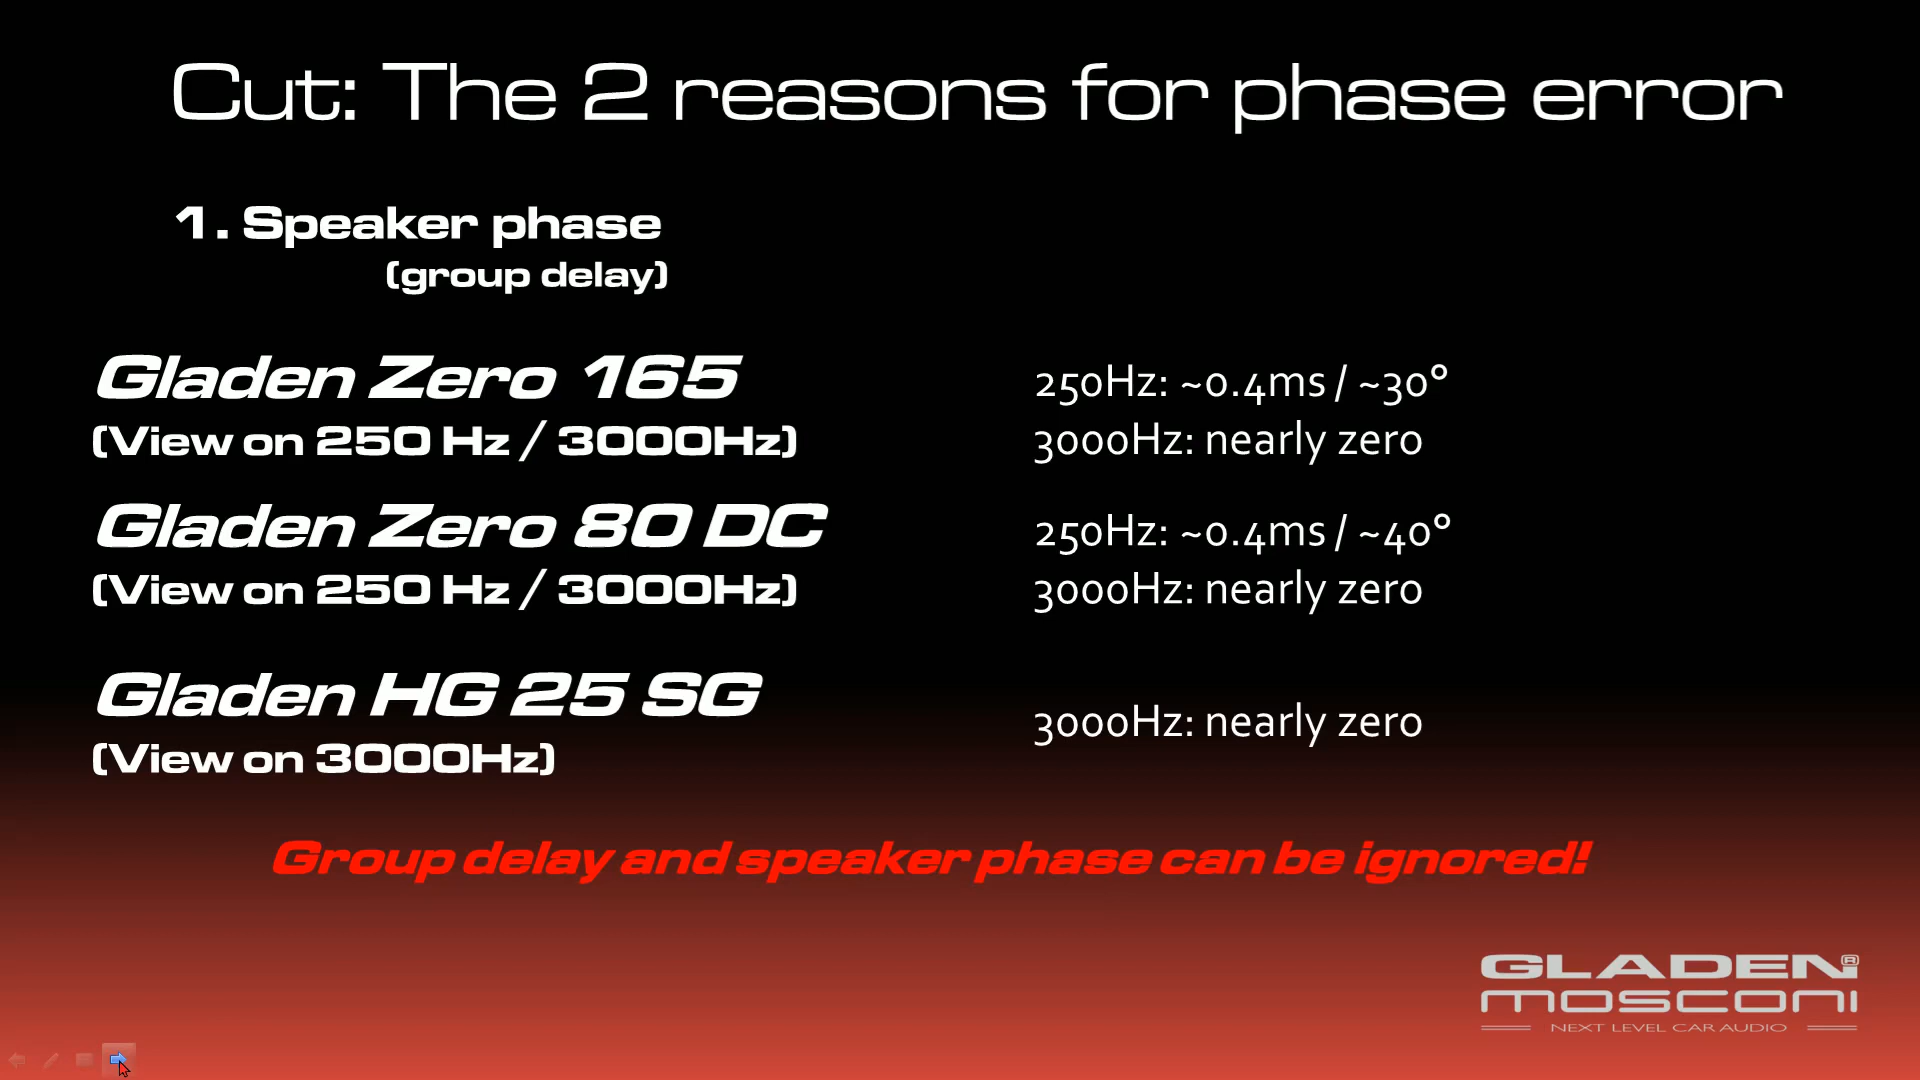 Cut: The 2 reasons for phase error
1. Speaker phase
(group delay)
Gladen Zero 165
(View on 250 Hz / 3000Hz)
250Hz: ~0.4ms / ~30°
3000Hz: nearly zero
Gladen Zero 80 DC
(View on 250 Hz / 3000Hz)
250Hz: ~0.4ms / ~40°
3000Hz: nearly zero
Gladen HG 25 SG
(View on 3000Hz)
3000Hz: nearly zero
Group delay and speaker phase can be ignored!
GLADEN®
MOSCONI
NEXT LEVEL CAR AUDIO